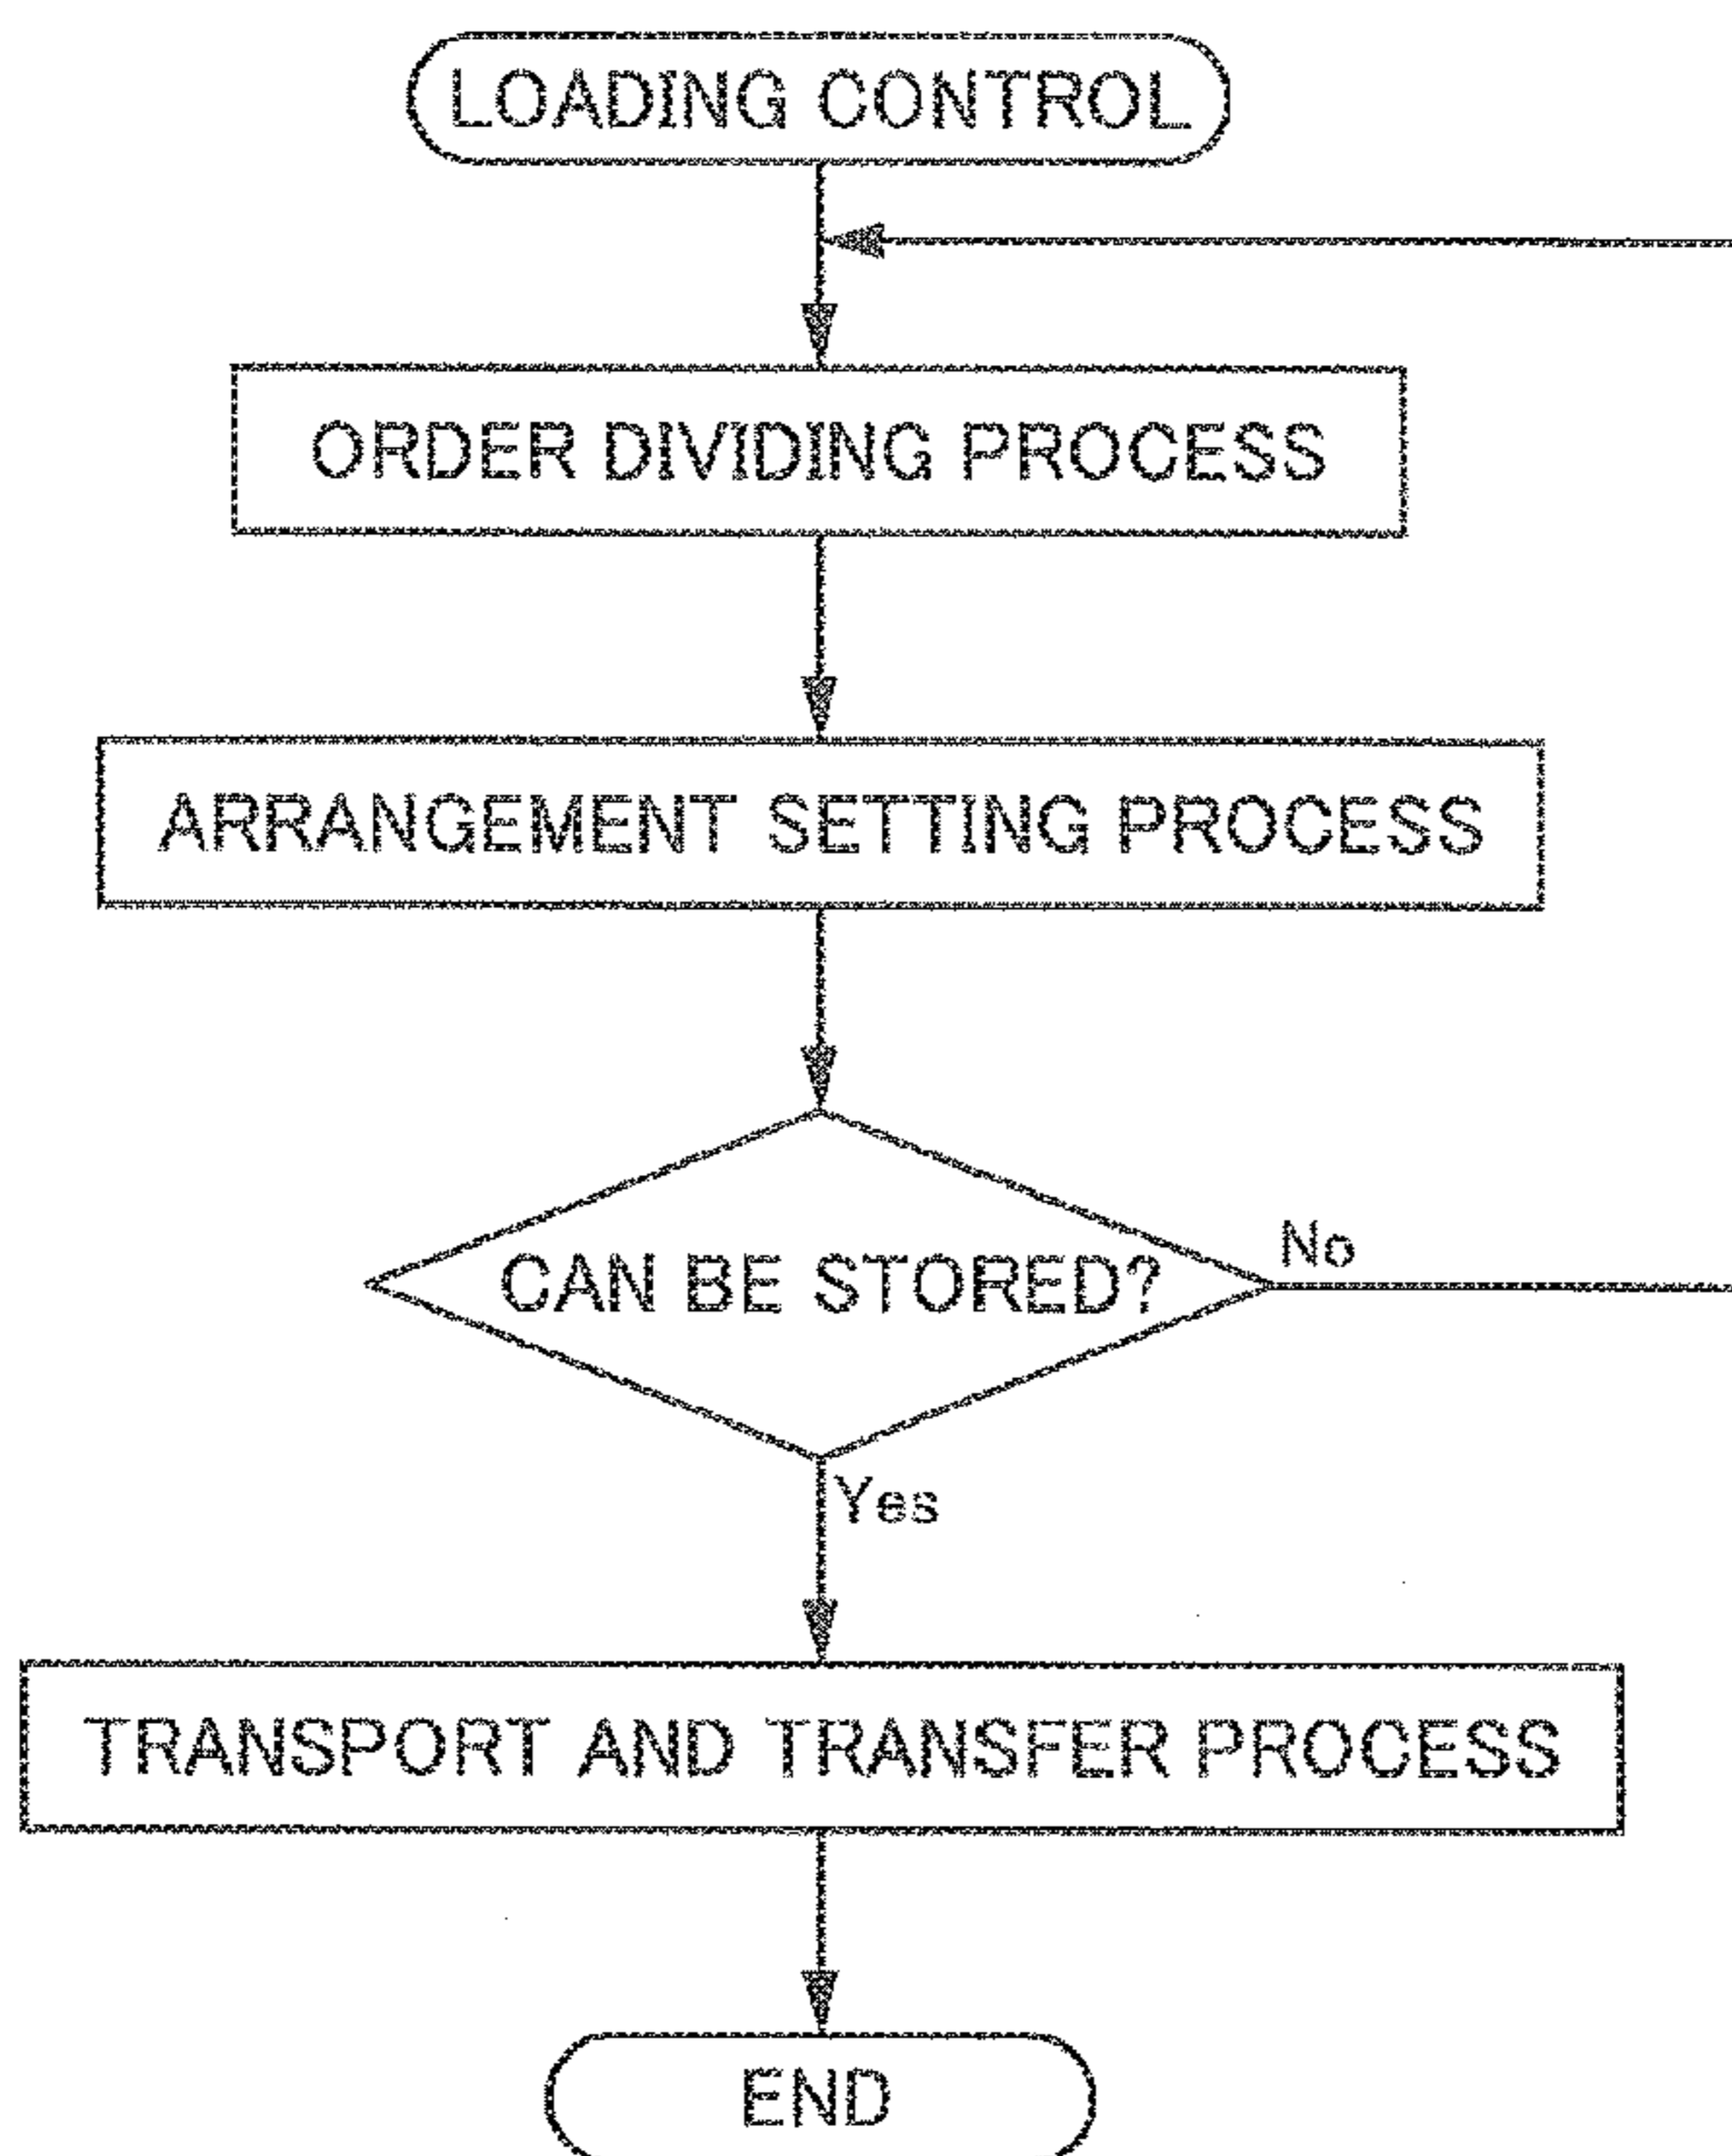 LOADING CONTROL
ORDER DIVIDING PROCESS
ARRANGEMENT SETTING PROCESS
CAN BE STORED?
No
Yes
TRANSPORT AND TRANSFER PROCESS
END